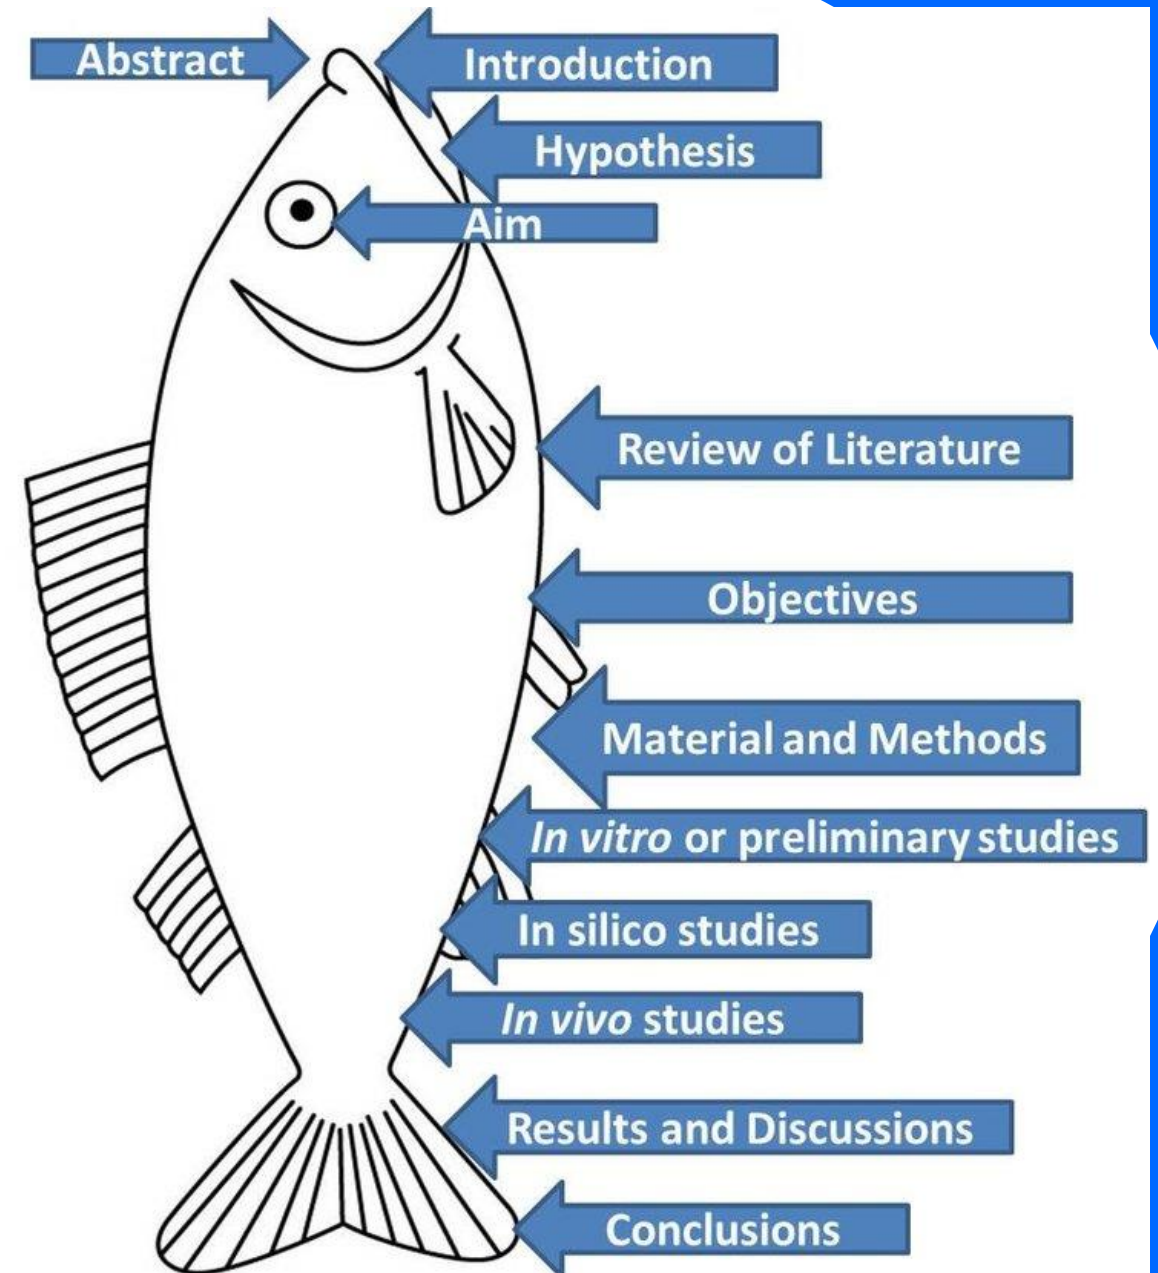 Abstract
Introduction
Hypothesis
Aim
Review of Literature
Objectives
Material and Methods
In vitro or preliminary studies
In silico studies
In vivo studies
Results and Discussions
Conclusions